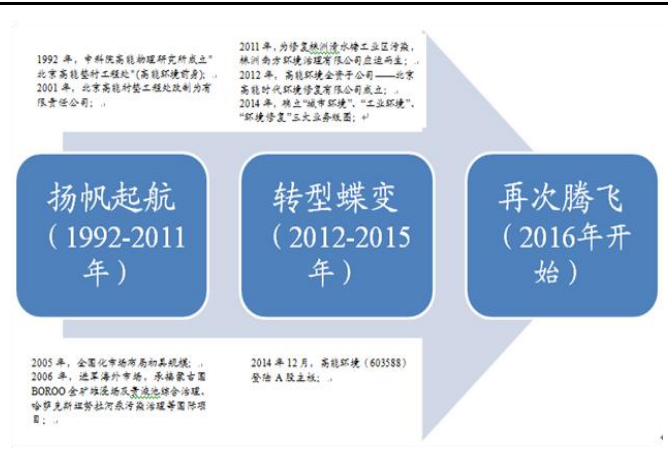 1992 年，中科院高能物理研究所成立"
北京高能垫衬工程处"(高能环境前身)；
2001 年，北京高能衬垫工程处改制为有
限责任公司；
2011 年，为修复株洲清水塘工业区污染，
株洲南方环境治理有限公司应运而生；
2012 年，高能环境全资子公司——北京
高能时代环境修复有限公司成立；
2014 年，确立"城市环境"、"工业环境"、
"环境修复"三大业务版图；
扬帆起航
（1992-2011
年）
转型蝶变
（2012-2015
年）
再次腾飞
（2016年开
始）
2005 年，全国化市场布局初具规模；
2006 年，进军海外市场，承接蒙古国
BOROO 金矿堆浸场及贵液池综合治理、
哈萨克斯坦努拉河汞污染治理等国际项
目；
2014 年 12 月，高能环境（603588）
登陆 A 股主板；